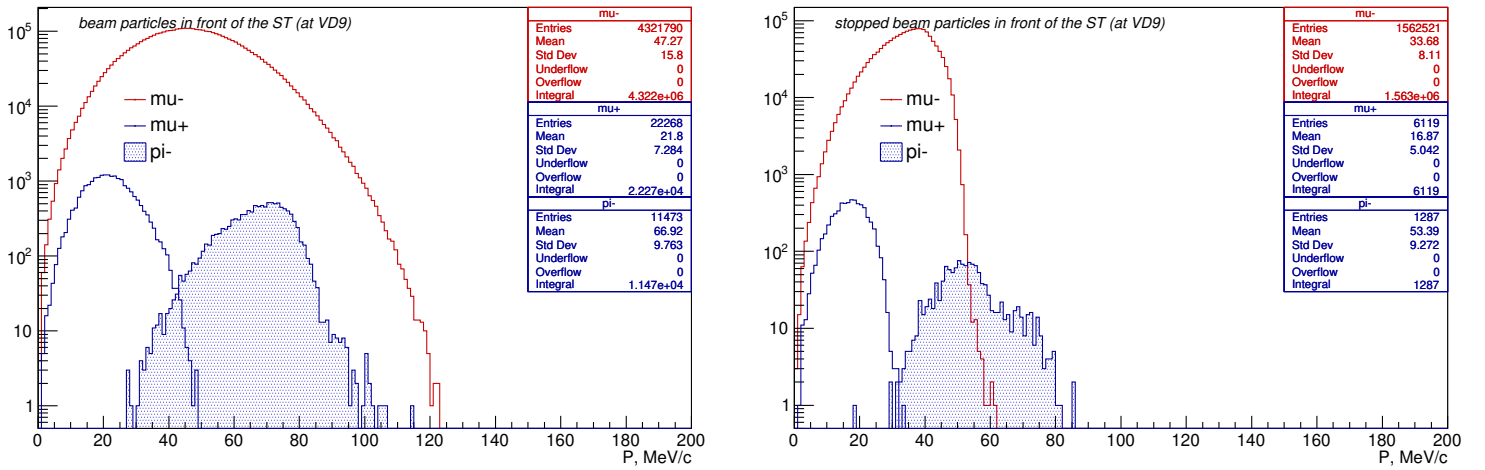 beam particles in front of the ST (at VD9)
mu-
Entries 4321790
Mean 47.27
Std Dev 15.8
Underflow 0
Overflow 0
Integral 4.322e+06
mu+
Entries 22268
Mean 21.8
Std Dev 7.284
Underflow 0
Overflow 0
Integral 2.227e+04
pi-
Entries 11473
Mean 66.92
Std Dev 9.763
Underflow 0
Overflow 0
Integral 1.147e+04
mu-
mu+
pi-
10^5
10^4
10^3
10^2
10
1
0 20 40 60 80 100 120 140 160 180 200
P, MeV/c
stopped beam particles in front of the ST (at VD9)
mu-
Entries 1562521
Mean 33.68
Std Dev 8.11
Underflow 0
Overflow 0
Integral 1.563e+06
mu+
Entries 6119
Mean 16.87
Std Dev 5.042
Underflow 0
Overflow 0
Integral 6119
pi-
Entries 1287
Mean 53.39
Std Dev 9.272
Underflow 0
Overflow 0
Integral 1287
mu-
mu+
pi-
10^5
10^4
10^3
10^2
10
1
0 20 40 60 80 100 120 140 160 180 200
P, MeV/c